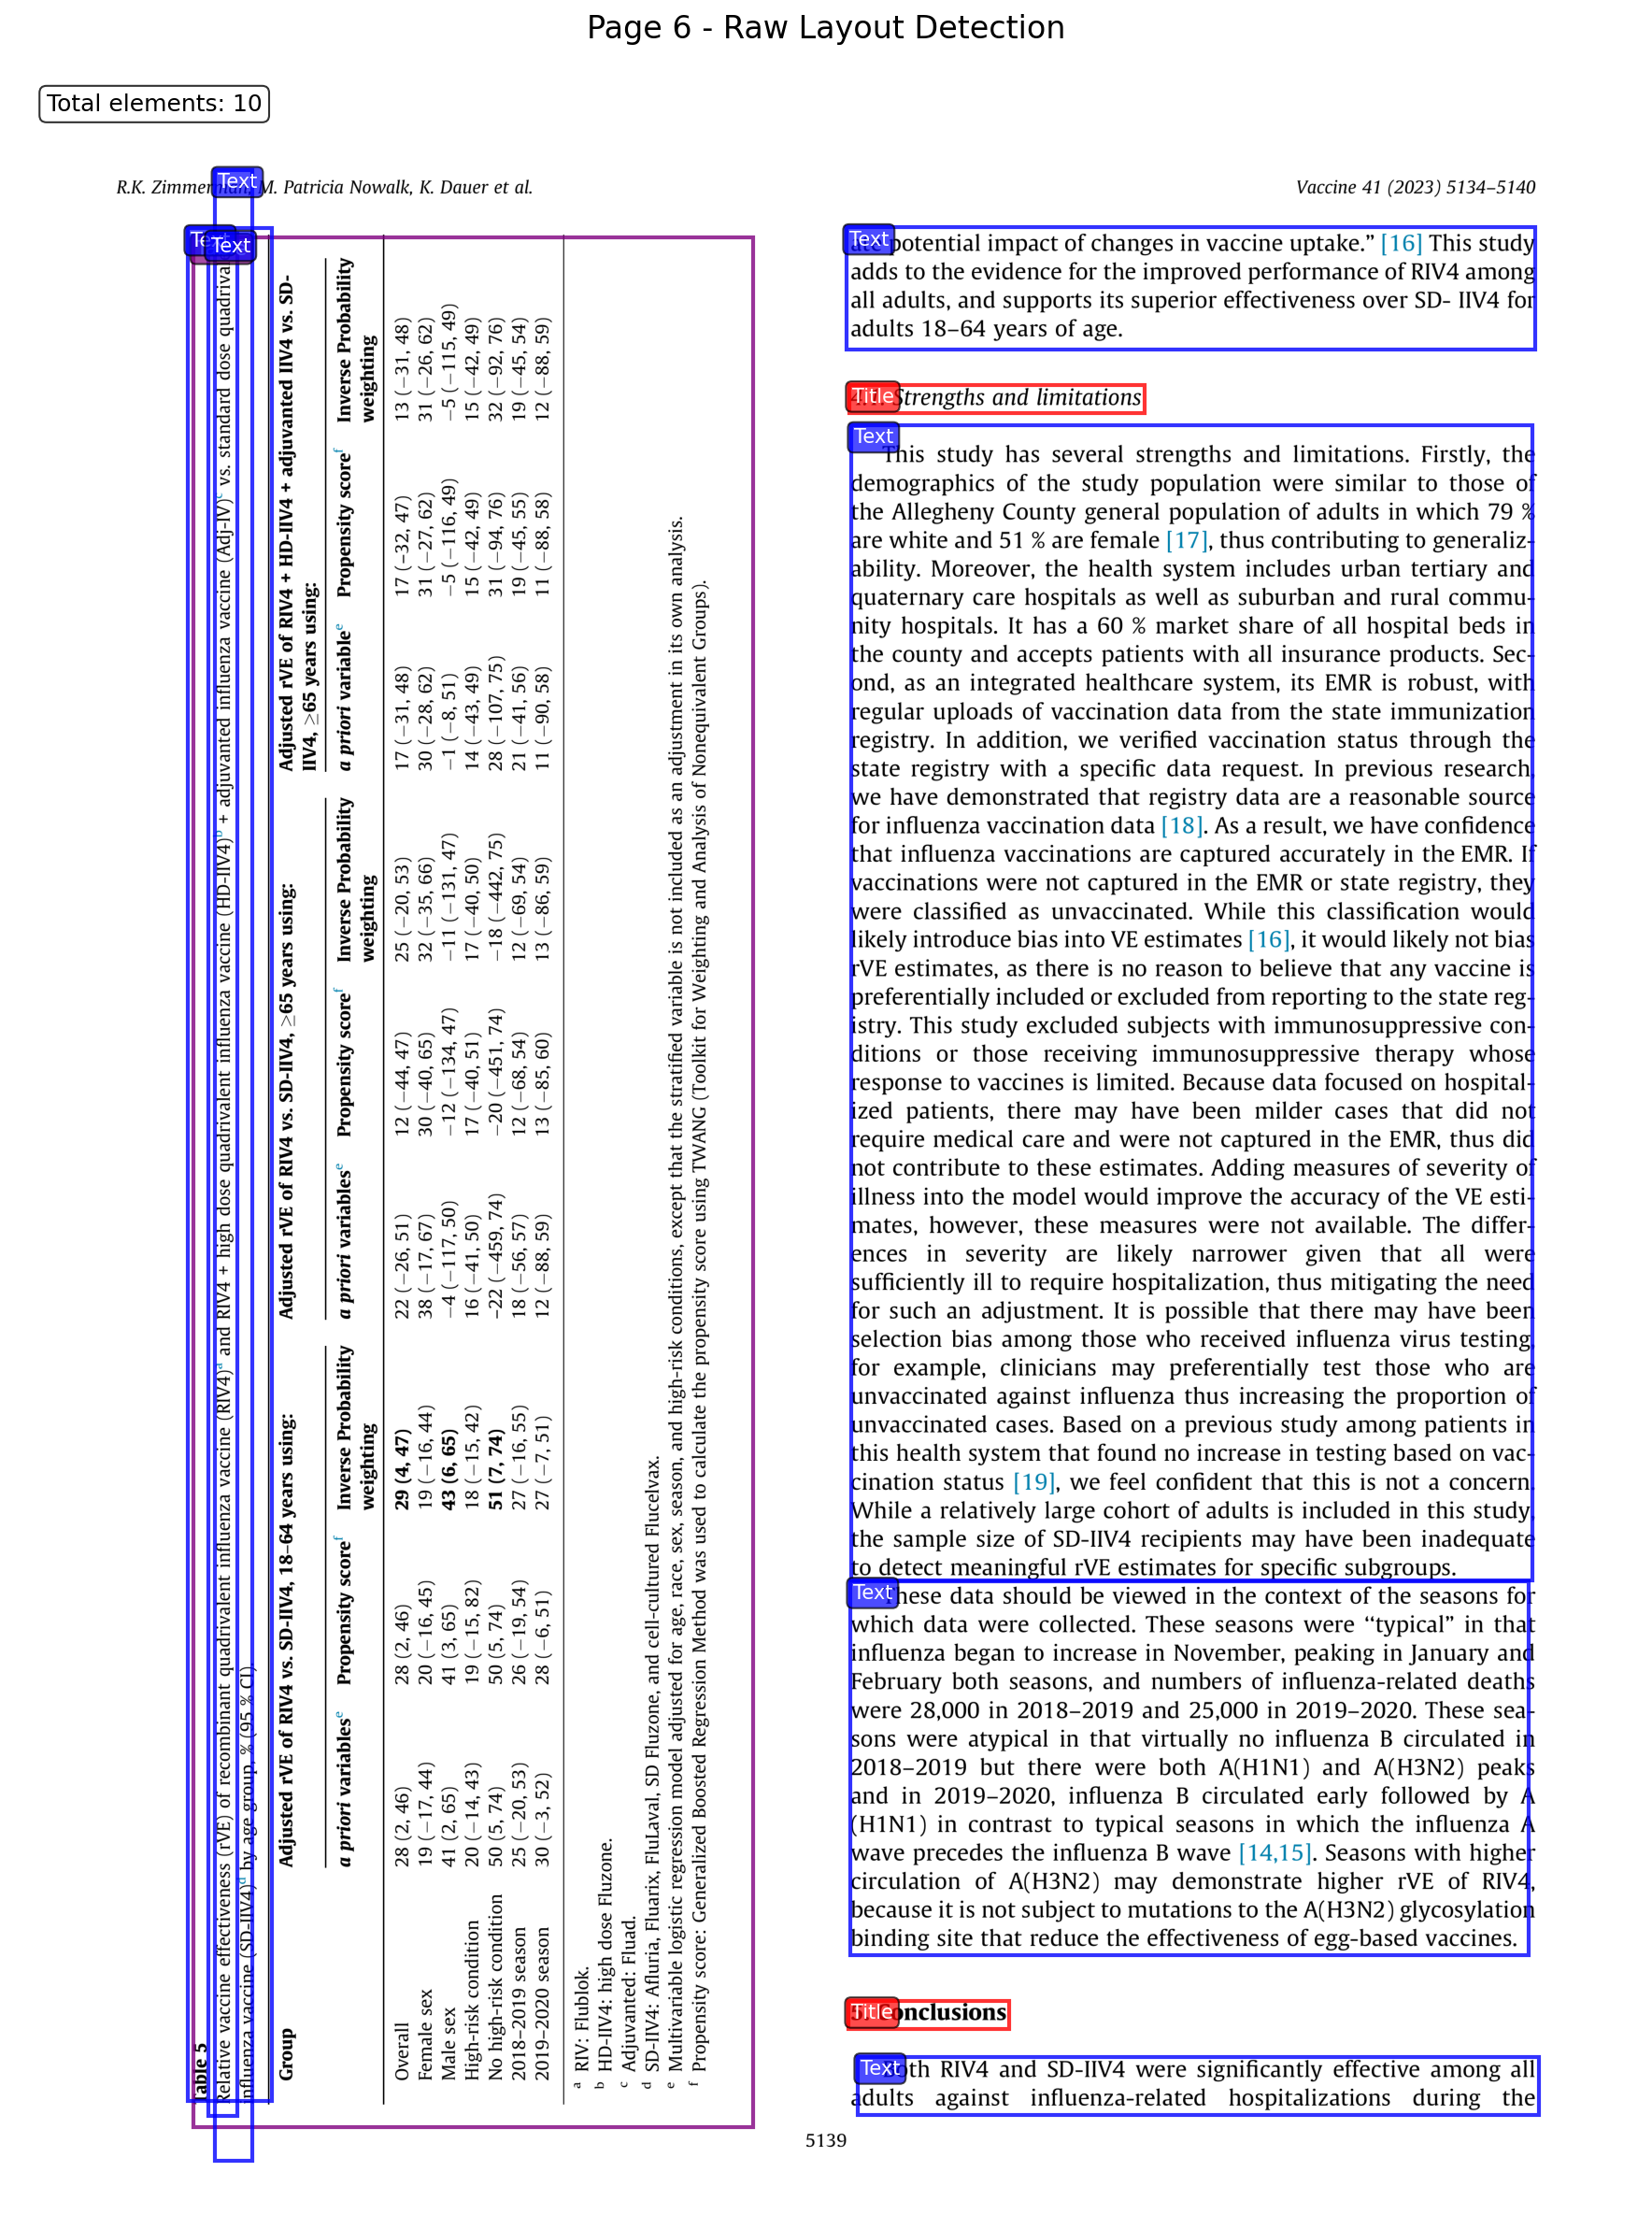 Page 6 - Raw Layout Detection
Total elements: 10
R.K. Zimmerman, M. Patricia Nowalk, K. Dauer et al.
Vaccine 41 (2023) 5134–5140
Text
Text
Text
Table 5
Relative vaccine effectiveness (rVE) of recombinant quadrivalent influenza vaccine (RIV4)a and RIV4 + high dose quadrivalent influenza vaccine (HD-IIV4)b + adjuvanted influenza vaccine (Adj-IV)c vs. standard dose quadrivalent
influenza vaccine (SD-IIV4)d by age group, % (95 % CI).
Group Adjusted rVE of RIV4 vs. SD-IIV4, 18–64 years using: Adjusted rVE of RIV4 vs. SD-IIV4, ≥65 years using: Adjusted rVE of RIV4 + HD-IIV4 + adjuvanted IIV4 vs. SD-
IIV4, ≥65 years using:
a priori variablese Propensity scoref Inverse Probability a priori variablese Propensity scoref Inverse Probability a priori variablee Propensity scoref Inverse Probability
weighting weighting weighting
Overall 28 (2, 46) 28 (2, 46) 29 (4, 47) 22 (−26, 51) 12 (−44, 47) 25 (−20, 53) 17 (−31, 48) 17 (−32, 47) 13 (−31, 48)
Female sex 19 (−17, 44) 20 (−16, 45) 19 (−16, 44) 38 (−17, 67) 30 (−40, 65) 32 (−35, 66) 30 (−28, 62) 31 (−27, 62) 31 (−26, 62)
Male sex 41 (2, 65) 41 (3, 65) 43 (6, 65) −4 (−117, 50) −12 (−134, 47) −11 (−131, 47) −1 (−8, 51) −5 (−116, 49) −5 (−115, 49)
High-risk condition 20 (−14, 43) 19 (−15, 82) 18 (−15, 42) 16 (−41, 50) 17 (−40, 51) 17 (−40, 50) 14 (−43, 49) 15 (−42, 49) 15 (−42, 49)
No high-risk condition 50 (5, 74) 50 (5, 74) 51 (7, 74) −22 (−459, 74) −20 (−451, 74) −18 (−442, 75) 28 (−107, 75) 31 (−94, 76) 32 (−92, 76)
2018–2019 season 25 (−20, 53) 26 (−19, 54) 27 (−16, 55) 18 (−56, 57) 12 (−68, 54) 12 (−69, 54) 21 (−41, 56) 19 (−45, 55) 19 (−45, 54)
2019–2020 season 30 (−3, 52) 28 (−6, 51) 27 (−7, 51) 12 (−88, 59) 13 (−85, 60) 13 (−86, 59) 11 (−90, 58) 11 (−88, 58) 12 (−88, 59)
a RIV: Flublok.
b HD-IIV4: high dose Fluzone.
c Adjuvanted: Fluad.
d SD-IIV4: Afluria, Fluarix, FluLaval, SD Fluzone, and cell-cultured Flucelvax.
e Multivariable logistic regression model adjusted for age, race, sex, season, and high-risk conditions, except that the stratified variable is not included as an adjustment in its own analysis.
f Propensity score: Generalized Boosted Regression Method was used to calculate the propensity score using TWANG (Toolkit for Weighting and Analysis of Nonequivalent Groups).
Text
potential impact of changes in vaccine uptake.” [16] This study
adds to the evidence for the improved performance of RIV4 among
all adults, and supports its superior effectiveness over SD- IIV4 for
adults 18–64 years of age.
Title
Strengths and limitations
Text
This study has several strengths and limitations. Firstly, the
demographics of the study population were similar to those of
the Allegheny County general population of adults in which 79 %
are white and 51 % are female [17], thus contributing to generaliz-
ability. Moreover, the health system includes urban tertiary and
quaternary care hospitals as well as suburban and rural commu-
nity hospitals. It has a 60 % market share of all hospital beds in
the county and accepts patients with all insurance products. Sec-
ond, as an integrated healthcare system, its EMR is robust, with
regular uploads of vaccination data from the state immunization
registry. In addition, we verified vaccination status through the
state registry with a specific data request. In previous research,
we have demonstrated that registry data are a reasonable source
for influenza vaccination data [18]. As a result, we have confidence
that influenza vaccinations are captured accurately in the EMR. If
vaccinations were not captured in the EMR or state registry, they
were classified as unvaccinated. While this classification would
likely introduce bias into VE estimates [16], it would likely not bias
rVE estimates, as there is no reason to believe that any vaccine is
preferentially included or excluded from reporting to the state reg-
istry. This study excluded subjects with immunosuppressive con-
ditions or those receiving immunosuppressive therapy whose
response to vaccines is limited. Because data focused on hospital-
ized patients, there may have been milder cases that did not
require medical care and were not captured in the EMR, thus did
not contribute to these estimates. Adding measures of severity of
illness into the model would improve the accuracy of the VE esti-
mates, however, these measures were not available. The differ-
ences in severity are likely narrower given that all were
sufficiently ill to require hospitalization, thus mitigating the need
for such an adjustment. It is possible that there may have been
selection bias among those who received influenza virus testing,
for example, clinicians may preferentially test those who are
unvaccinated against influenza thus increasing the proportion of
unvaccinated cases. Based on a previous study among patients in
this health system that found no increase in testing based on vac-
cination status [19], we feel confident that this is not a concern.
While a relatively large cohort of adults is included in this study,
the sample size of SD-IIV4 recipients may have been inadequate
to detect meaningful rVE estimates for specific subgroups.
Text
These data should be viewed in the context of the seasons for
which data were collected. These seasons were “typical” in that
influenza began to increase in November, peaking in January and
February both seasons, and numbers of influenza-related deaths
were 28,000 in 2018–2019 and 25,000 in 2019–2020. These sea-
sons were atypical in that virtually no influenza B circulated in
2018–2019 but there were both A(H1N1) and A(H3N2) peaks
and in 2019–2020, influenza B circulated early followed by A
(H1N1) in contrast to typical seasons in which the influenza A
wave precedes the influenza B wave [14,15]. Seasons with higher
circulation of A(H3N2) may demonstrate higher rVE of RIV4,
because it is not subject to mutations to the A(H3N2) glycosylation
binding site that reduce the effectiveness of egg-based vaccines.
Title
Conclusions
Text
Both RIV4 and SD-IIV4 were significantly effective among all
adults against influenza-related hospitalizations during the
5139